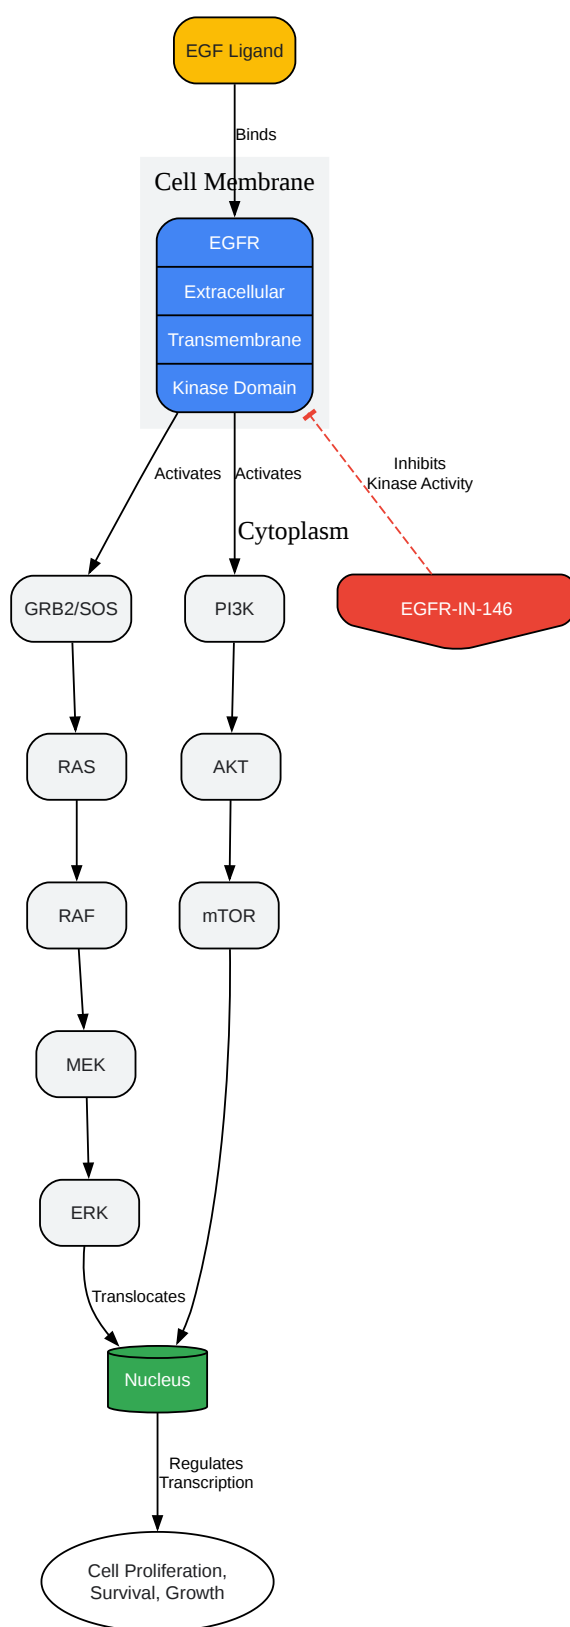 EGF Ligand
Binds
Cell Membrane
EGFR
Extracellular
Transmembrane
Kinase Domain
Activates
Activates
Inhibits
Kinase Activity
Cytoplasm
GRB2/SOS
PI3K
EGFR-IN-146
RAS
AKT
RAF
mTOR
MEK
ERK
Translocates
Nucleus
Regulates
Transcription
Cell Proliferation,
Survival, Growth